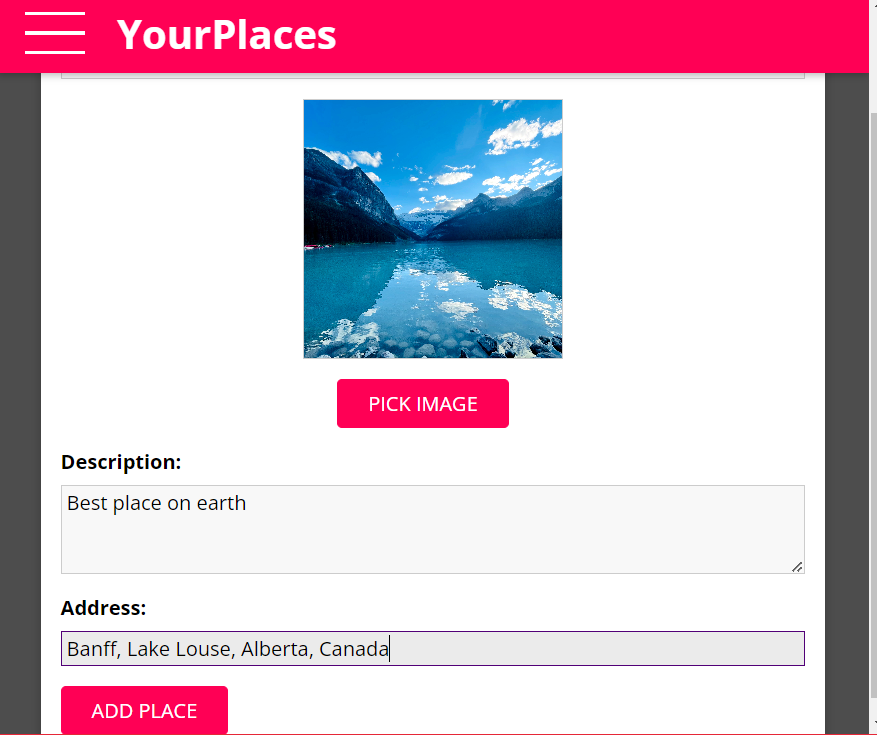 YourPlaces
PICK IMAGE
Description:
Best place on earth
Address:
Banff, Lake Louse, Alberta, Canada
ADD PLACE